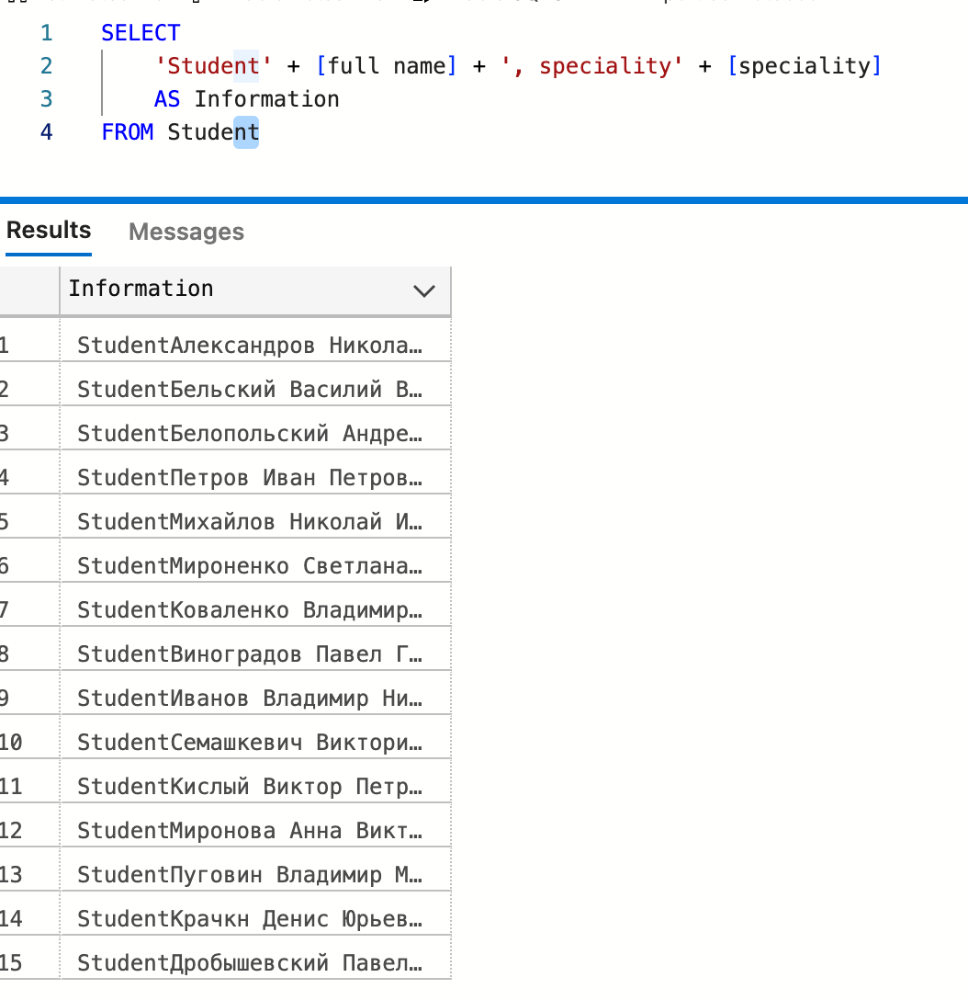 1 SELECT
2 'Student' + [full name] + ', speciality' + [speciality]
3 AS Information
4 FROM Student
Results Messages
Information
1 StudentАлександров Никола…
2 StudentБельский Василий В…
3 StudentБелопольский Андре…
4 StudentПетров Иван Петров…
5 StudentМихайлов Николай И…
6 StudentМироненко Светлана…
7 StudentКоваленко Владимир…
8 StudentВиноградов Павел Г…
9 StudentИванов Владимир Ни…
10 StudentСемашкевич Виктори…
11 StudentКислый Виктор Петр…
12 StudentМиронова Анна Викт…
13 StudentПуговин Владимир М…
14 StudentКрачкн Денис Юрьев…
15 StudentДробышевский Павел…